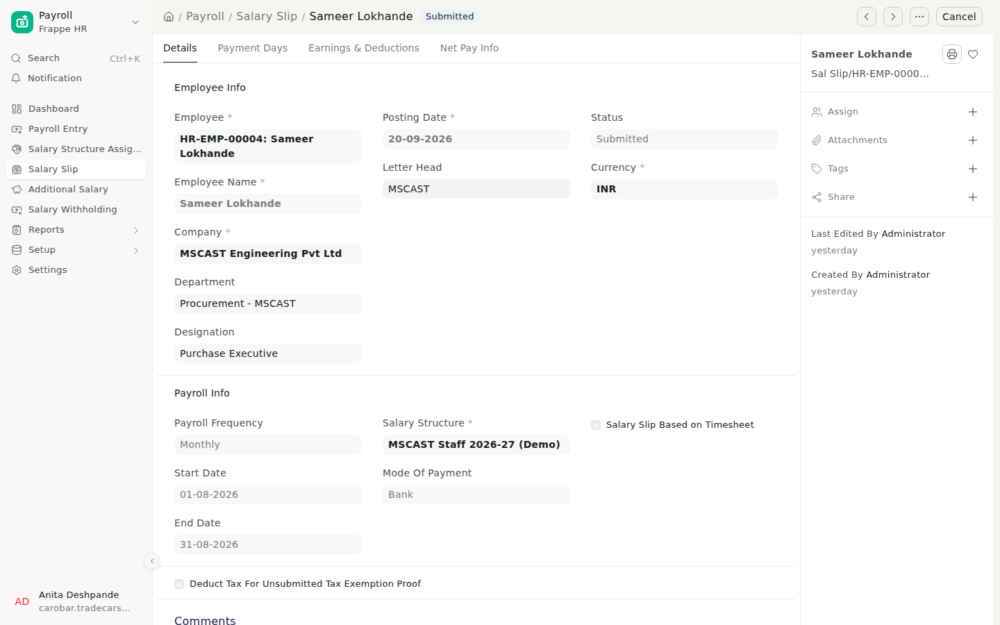 Payroll
Frappe HR
Search Ctrl+K
Notification
Dashboard
Payroll Entry
Salary Structure Assig...
Salary Slip
Additional Salary
Salary Withholding
Reports
Setup
Settings
AD
Anita Deshpande
carobar.tradecars...
/ Payroll / Salary Slip / Sameer Lokhande Submitted
Cancel
Details Payment Days Earnings & Deductions Net Pay Info
Employee Info
Employee *
HR-EMP-00004: Sameer
Lokhande
Employee Name *
Sameer Lokhande
Company *
MSCAST Engineering Pvt Ltd
Department
Procurement - MSCAST
Designation
Purchase Executive
Posting Date *
20-09-2026
Letter Head
MSCAST
Status
Submitted
Currency *
INR
Payroll Info
Payroll Frequency
Monthly
Start Date
01-08-2026
End Date
31-08-2026
Salary Structure *
MSCAST Staff 2026-27 (Demo)
Mode Of Payment
Bank
Salary Slip Based on Timesheet
Deduct Tax For Unsubmitted Tax Exemption Proof
Comments
Sameer Lokhande
Sal Slip/HR-EMP-0000...
Assign
Attachments
Tags
Share
Last Edited By Administrator
yesterday
Created By Administrator
yesterday